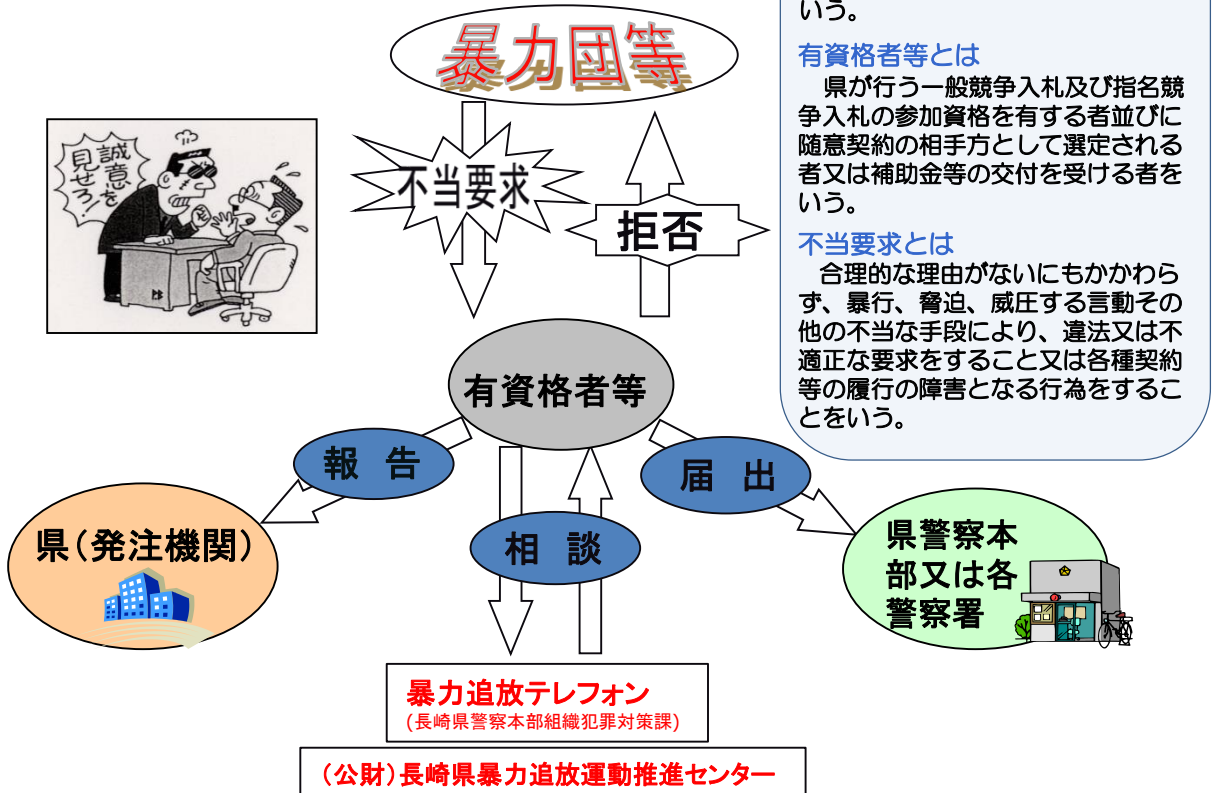 暴力団等
不当要求
拒否
誠意を
見せろ!
有資格者等
報 告
届 出
相 談
県(発注機関)
県警察本
部又は各
警察署
暴力追放テレフォン
(長崎県警察本部組織犯罪対策課)
(公財)長崎県暴力追放運動推進センター
いう。
有資格者等とは
県が行う一般競争入札及び指名競
争入札の参加資格を有する者並びに
随意契約の相手方として選定される
者又は補助金等の交付を受ける者を
いう。
不当要求とは
合理的な理由がないにもかかわら
ず、暴行、脅迫、威圧する言動その
他の不当な手段により、違法又は不
適正な要求をすること又は各種契約
等の履行の障害となる行為をするこ
とをいう。